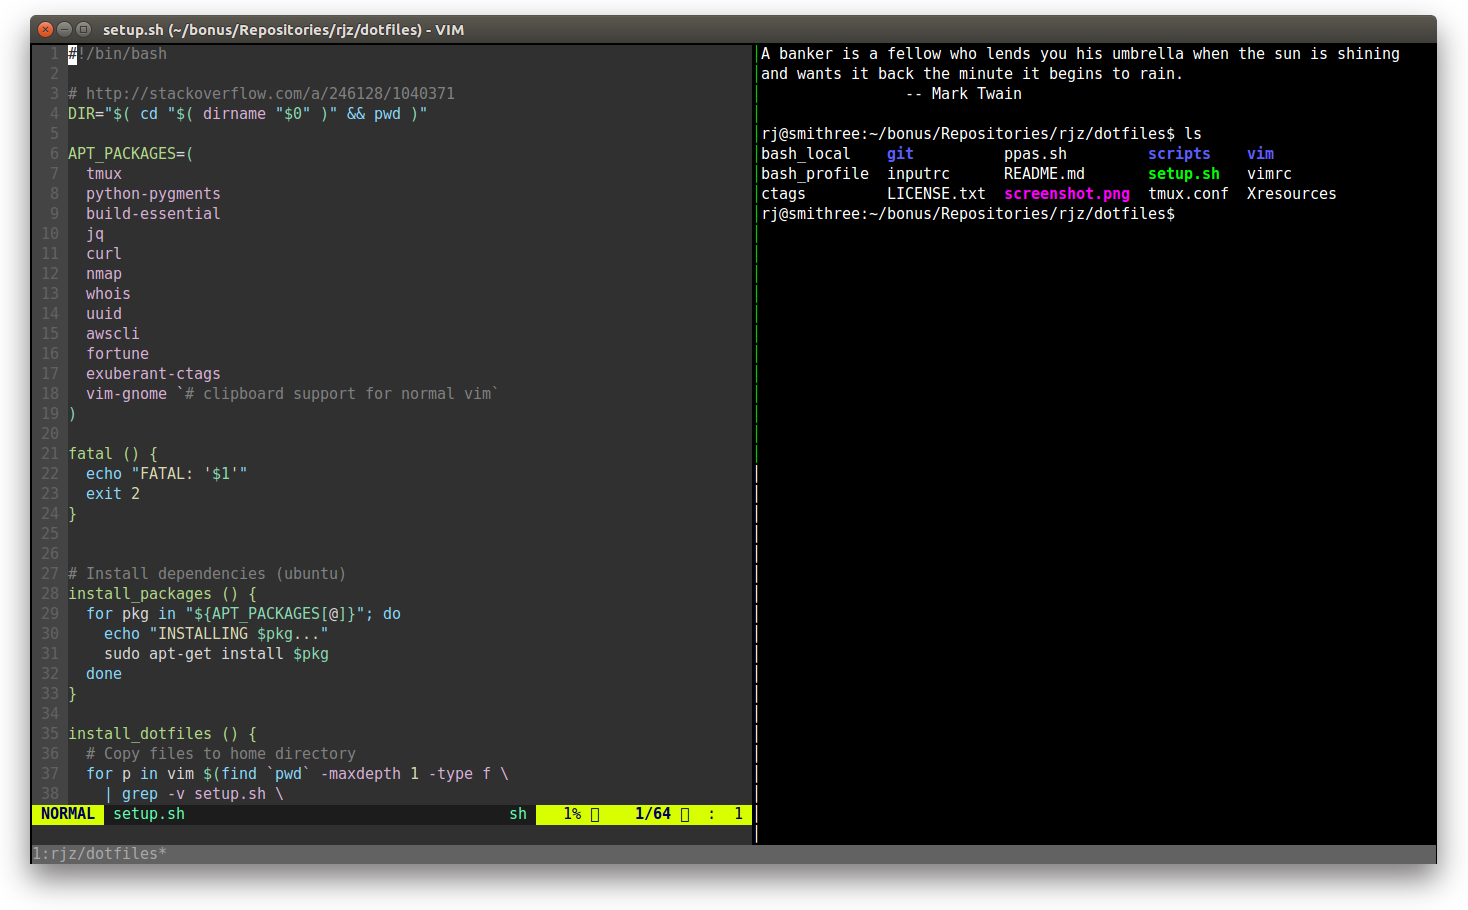 setup.sh (~/bonus/Repositories/rjz/dotfiles) - VIM
1 #!/bin/bash
2
3 # http://stackoverflow.com/a/246128/1040371
4 DIR="$( cd "$( dirname "$0" )" && pwd )"
5
6 APT_PACKAGES=(
7   tmux
8   python-pygments
9   build-essential
10   jq
11   curl
12   nmap
13   whois
14   uuid
15   awscli
16   fortune
17   exuberant-ctags
18   vim-gnome `# clipboard support for normal vim`
19 )
20
21 fatal () {
22   echo "FATAL: '$1'"
23   exit 2
24 }
25
26
27 # Install dependencies (ubuntu)
28 install_packages () {
29   for pkg in "${APT_PACKAGES[@]}"; do
30     echo "INSTALLING $pkg..."
31     sudo apt-get install $pkg
32   done
33 }
34
35 install_dotfiles () {
36   # Copy files to home directory
37   for p in vim $(find `pwd` -maxdepth 1 -type f \
38     | grep -v setup.sh \
NORMAL setup.sh sh 1% 1/64 : 1
A banker is a fellow who lends you his umbrella when the sun is shining
and wants it back the minute it begins to rain.
-- Mark Twain
rj@smithree:~/bonus/Repositories/rjz/dotfiles$ ls
bash_local git ppas.sh scripts vim
bash_profile inputrc README.md setup.sh vimrc
ctags LICENSE.txt screenshot.png tmux.conf Xresources
rj@smithree:~/bonus/Repositories/rjz/dotfiles$
1:rjz/dotfiles*